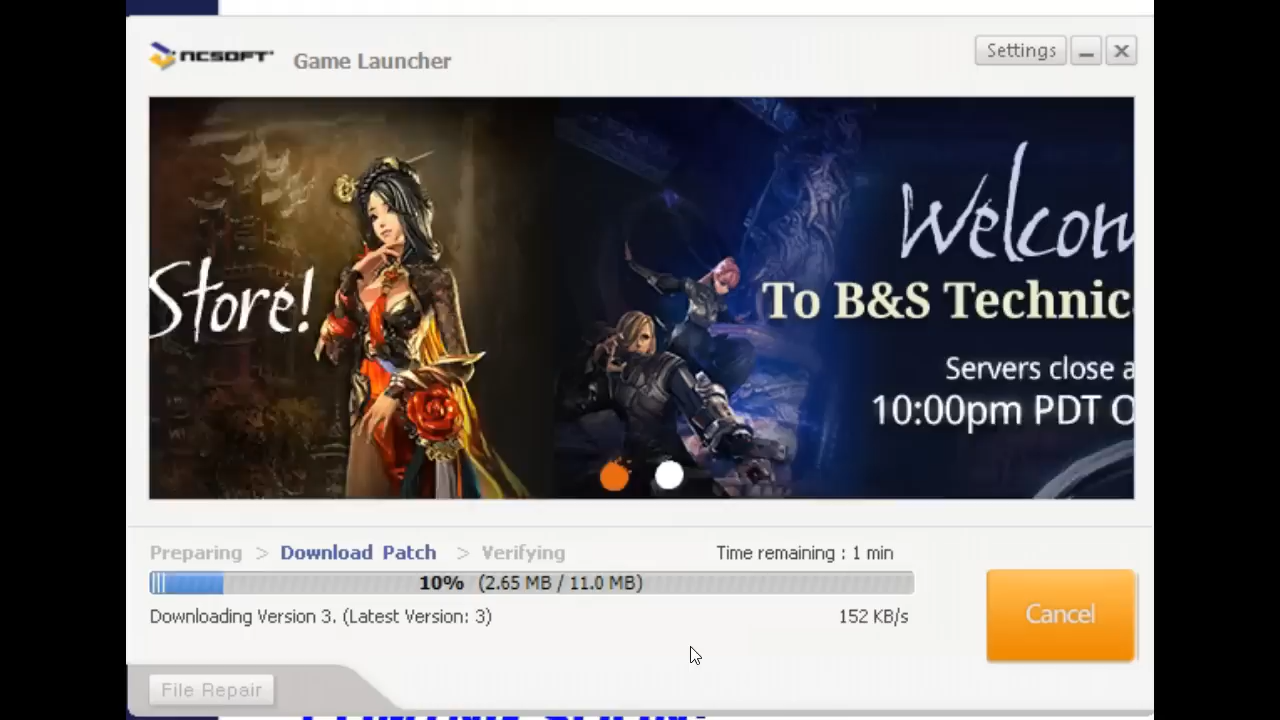 NCSOFT Game Launcher
Settings
Store!
Welcom
To B&S Technic
Servers close a
10:00pm PDT O
Preparing > Download Patch > Verifying
Time remaining : 1 min
10% (2.65 MB / 11.0 MB)
Downloading Version 3. (Latest Version: 3)
152 KB/s
Cancel
File Repair